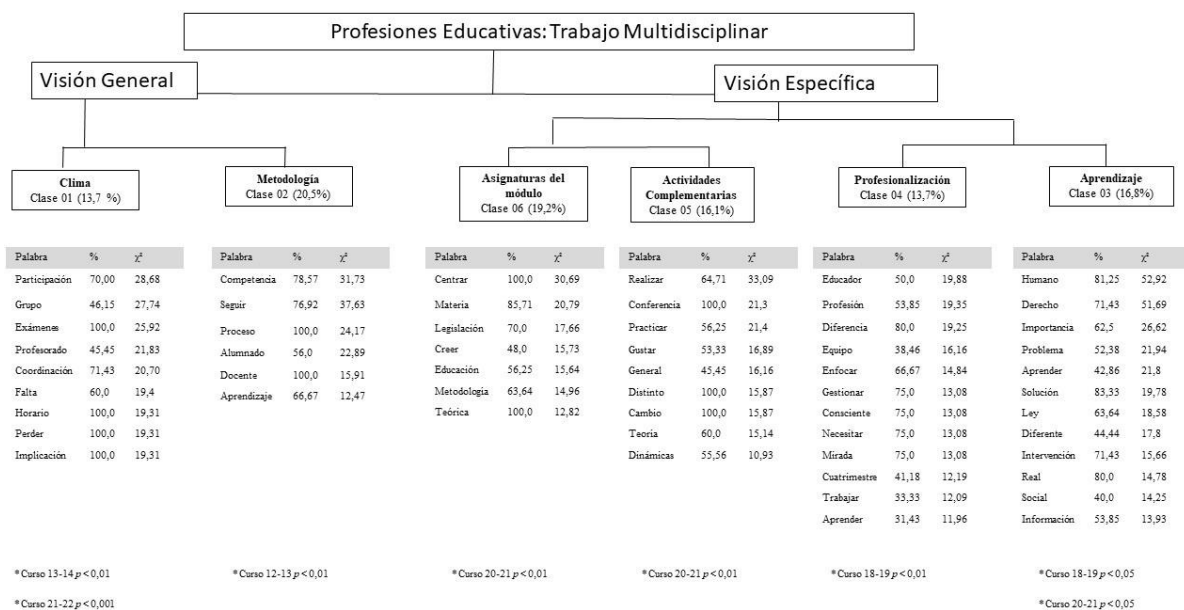 Profesiones Educativas: Trabajo Multidisciplinar
Visión General
Visión Específica
Clima
Clase 01 (13,7 %)
Metodología
Clase 02 (20,5%)
Asignaturas del
módulo
Clase 06 (19,2%)
Actividades
Complementarias
Clase 05 (16,1%)
Profesionalización
Clase 04 (13,7%)
Aprendizaje
Clase 03 (16,8%)
Palabra % χ²
Participación 70,00 28,68
Grupo 46,15 27,74
Exámenes 100,0 25,92
Profesorado 45,45 21,83
Coordinación 71,43 20,70
Falta 60,0 19,4
Horario 100,0 19,31
Perder 100,0 19,31
Implicación 100,0 19,31
*Curso 13-14 p<0,01
*Curso 21-22 p<0,001
Palabra % χ²
Competencia 78,57 31,73
Seguir 76,92 37,63
Proceso 100,0 24,17
Alumnado 56,0 22,89
Docente 100,0 15,91
Aprendizaje 66,67 12,47
*Curso 12-13 p<0,01
Palabra % χ²
Centrar 100,0 30,69
Materia 85,71 20,79
Legislación 70,0 17,66
Creer 48,0 15,73
Educación 56,25 15,64
Metodología 63,64 14,96
Teórica 100,0 12,82
*Curso 20-21 p<0,01
Palabra % χ²
Realizar 64,71 33,09
Conferencia 100,0 21,3
Practicar 56,25 21,4
Gustar 53,33 16,89
General 45,45 16,16
Distinto 100,0 15,87
Cambio 100,0 15,87
Teoria 60,0 15,14
Dinámicas 55,56 10,93
*Curso 20-21 p<0,01
Palabra % χ²
Educador 50,0 19,88
Profesión 53,85 19,35
Diferencia 80,0 19,25
Equipo 38,46 16,16
Enfocar 66,67 14,84
Gestionar 75,0 13,08
Consciente 75,0 13,08
Necesitar 75,0 13,08
Mirada 75,0 13,08
Cuatrimestre 41,18 12,19
Trabajar 33,33 12,09
Aprender 31,43 11,96
*Curso 18-19 p<0,01
Palabra % χ²
Humano 81,25 52,92
Derecho 71,43 51,69
Importancia 62,5 26,62
Problema 52,38 21,94
Aprender 42,86 21,8
Solución 83,33 19,78
Ley 63,64 18,58
Diferente 44,44 17,8
Intervención 71,43 15,66
Real 80,0 14,78
Social 40,0 14,25
Información 53,85 13,93
*Curso 18-19 p<0,05
*Curso 20-21 p<0,05